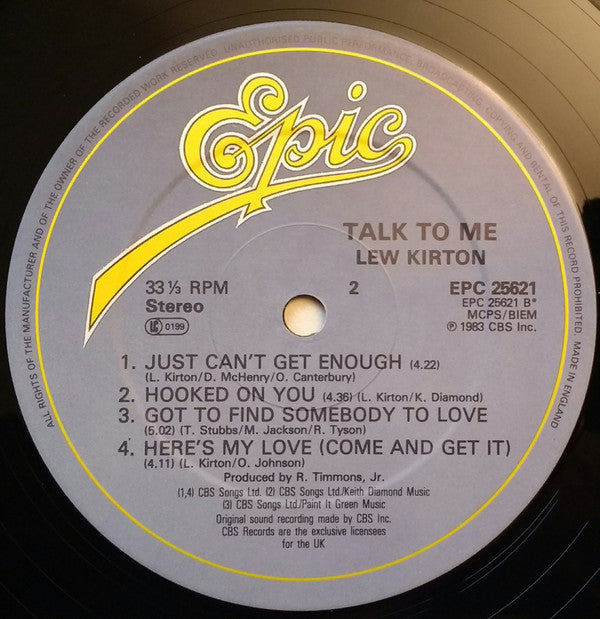 ALL RIGHTS OF THE MANUFACTURER AND OF THE OWNER OF THE RECORDED WORK RESERVED. UNAUTHORISED PUBLIC PERFORMANCE, BROADCASTING, COPYING AND RENTAL OF THIS RECORD PROHIBITED. MADE IN ENGLAND
Epic
TALK TO ME
LEW KIRTON
33 ⅓ RPM
Stereo
LC 0199
2
EPC 25621
EPC 25621 B*
MCPS/BIEM
℗ 1983 CBS Inc.
1. JUST CAN'T GET ENOUGH (4.22)
(L. Kirton/D. McHenry/O. Canterbury)
2. HOOKED ON YOU (4.36) (L. Kirton/K. Diamond)
3. GOT TO FIND SOMEBODY TO LOVE
(5.02) (T. Stubbs/M. Jackson/R. Tyson)
4. HERE'S MY LOVE (COME AND GET IT)
(4.11) (L. Kirton/O. Johnson)
Produced by R. Timmons, Jr.
(1,4) CBS Songs Ltd. (2) CBS Songs Ltd./Keith Diamond Music
(3) CBS Songs Ltd./Paint It Green Music
Original sound recording made by CBS Inc.
CBS Records are the exclusive licensees
for the UK